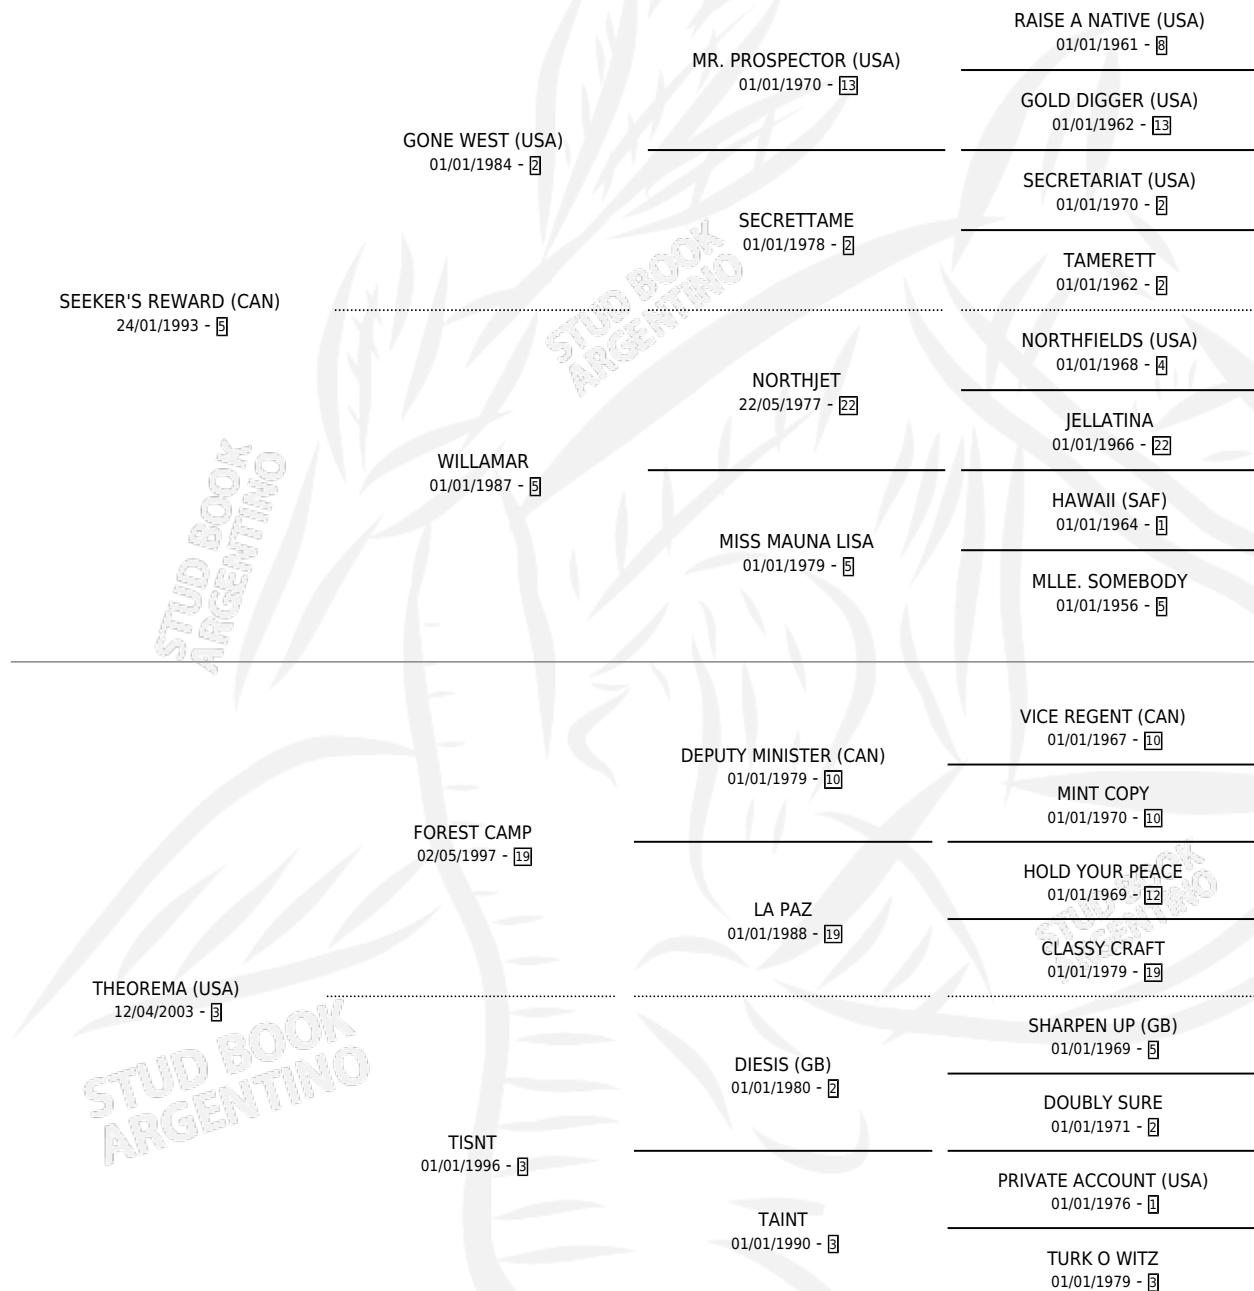 RAISE A NATIVE (USA)
01/01/1961 - 8
MR. PROSPECTOR (USA)
01/01/1970 - 13
GOLD DIGGER (USA)
01/01/1962 - 13
GONE WEST (USA)
01/01/1984 - 2
SECRETARIAT (USA)
01/01/1970 - 2
SECRETTAME
01/01/1978 - 2
TAMERETT
01/01/1962 - 2
SEEKER'S REWARD (CAN)
24/01/1993 - 5
NORTHFIELDS (USA)
01/01/1968 - 4
NORTHJET
22/05/1977 - 22
JELLATINA
01/01/1966 - 22
WILLAMAR
01/01/1987 - 5
HAWAII (SAF)
01/01/1964 - 1
MISS MAUNA LISA
01/01/1979 - 5
MLLE. SOMEBODY
01/01/1956 - 5
STUD BOOK
ARGENTINO
STUD BOOK
ARGENTINO
VICE REGENT (CAN)
01/01/1967 - 10
DEPUTY MINISTER (CAN)
01/01/1979 - 10
MINT COPY
01/01/1970 - 10
FOREST CAMP
02/05/1997 - 19
HOLD YOUR PEACE
01/01/1969 - 12
LA PAZ
01/01/1988 - 19
CLASSY CRAFT
01/01/1979 - 19
STUD BOOK
ARGENTINO
THEOREMA (USA)
12/04/2003 - 3
SHARPEN UP (GB)
01/01/1969 - 5
DIESIS (GB)
01/01/1980 - 2
DOUBLY SURE
01/01/1971 - 2
TISNT
01/01/1996 - 3
PRIVATE ACCOUNT (USA)
01/01/1976 - 1
TAINT
01/01/1990 - 3
TURK O WITZ
01/01/1979 - 3
STUD BOOK
ARGENTINO